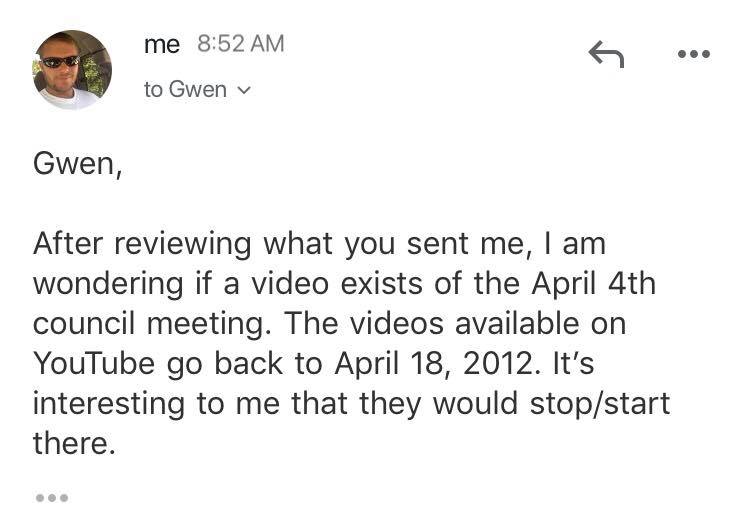 me 8:52 AM
to Gwen
Gwen,
After reviewing what you sent me, I am
wondering if a video exists of the April 4th
council meeting. The videos available on
YouTube go back to April 18, 2012. It’s
interesting to me that they would stop/start
there.